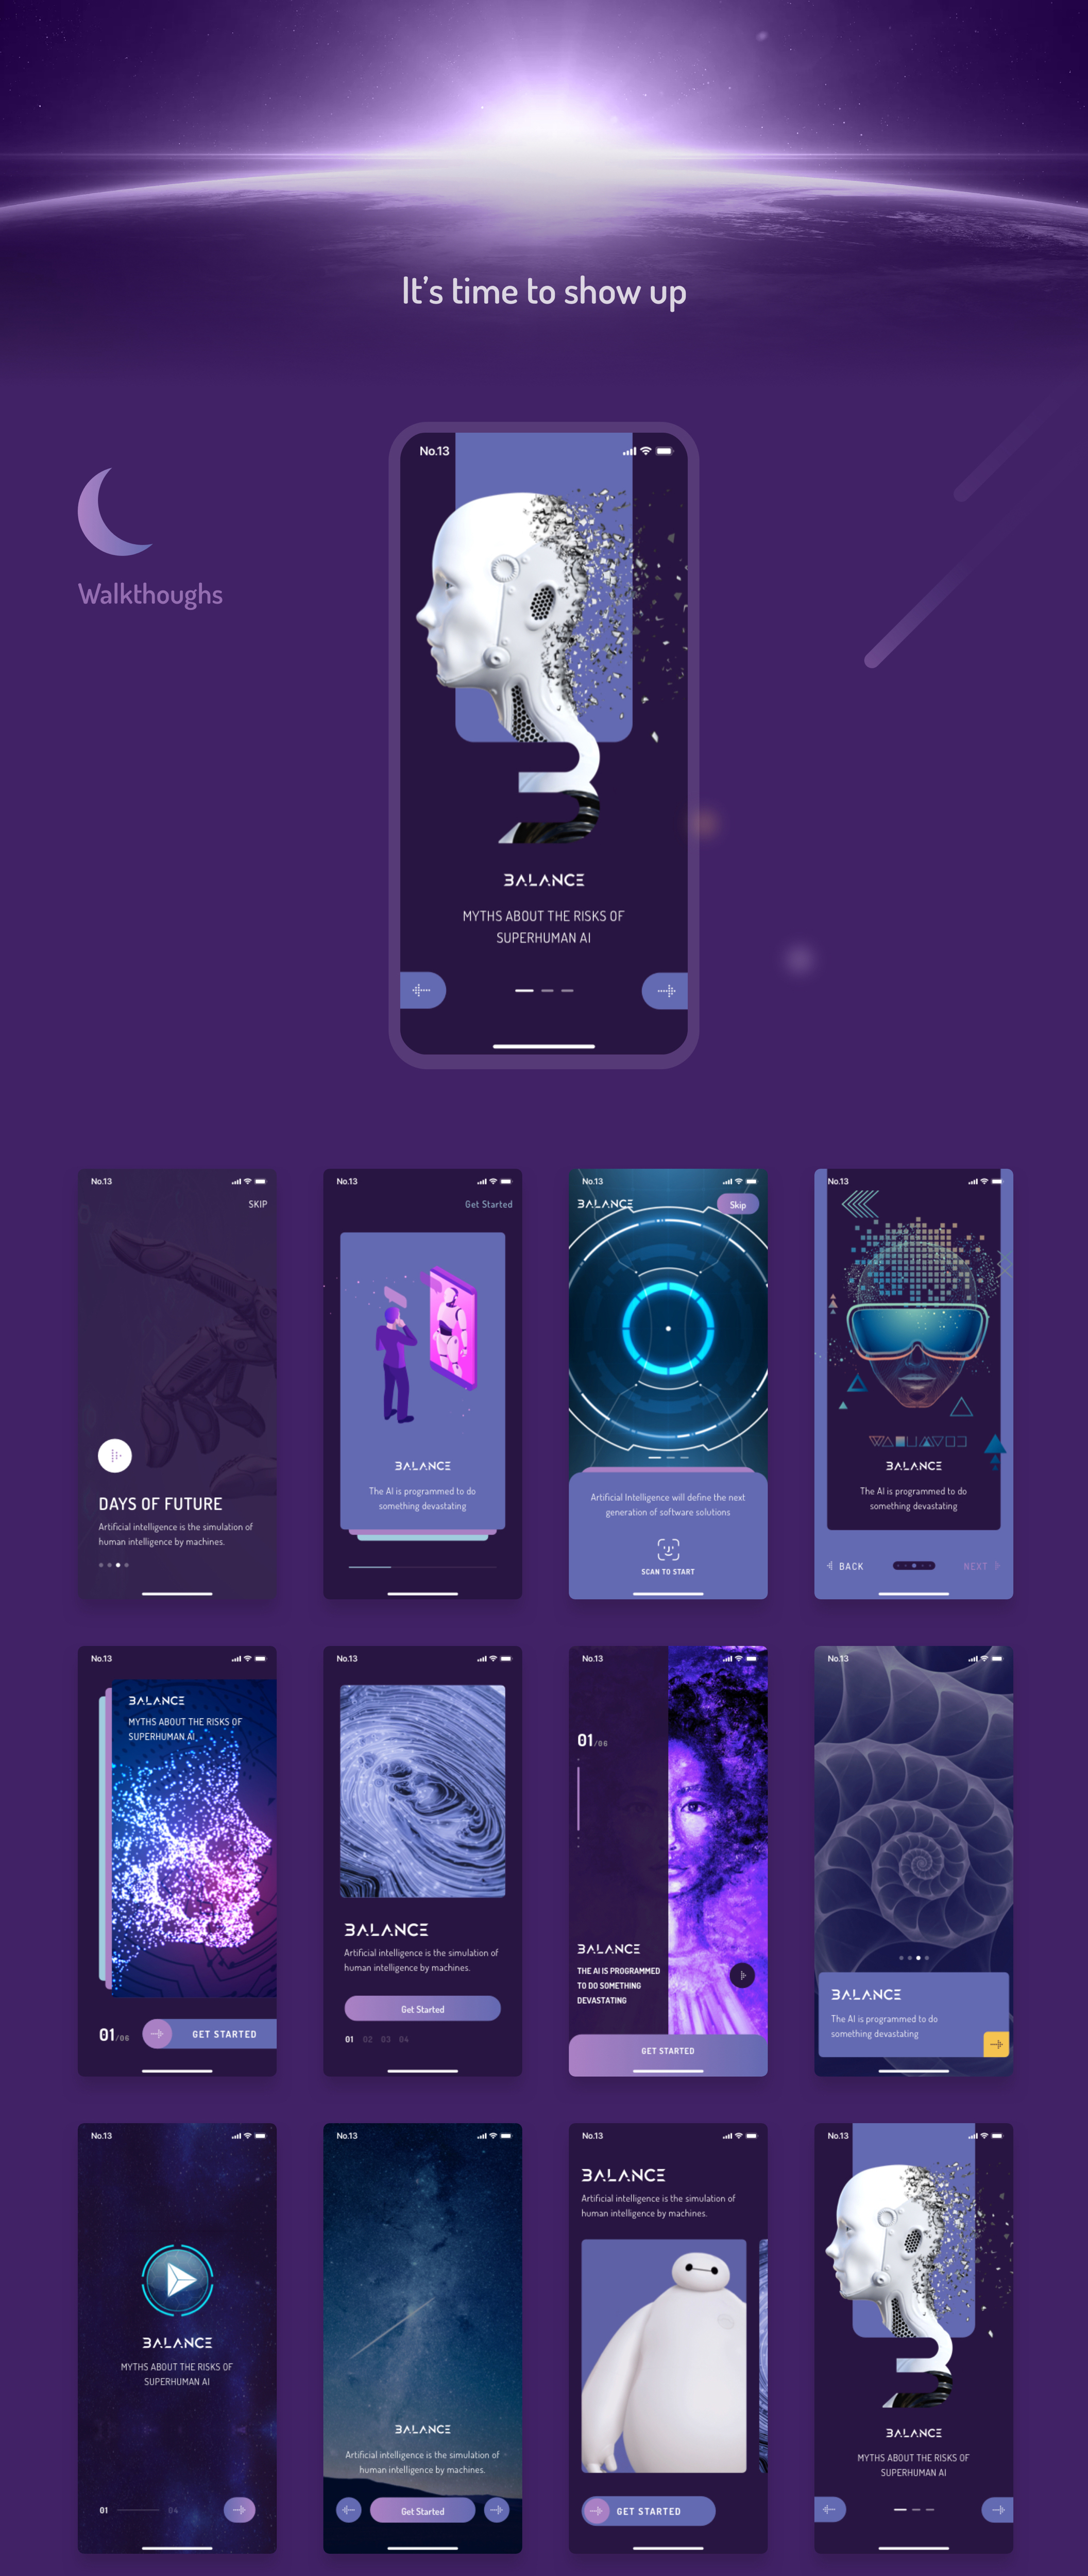 It's time to show up
Walkthoughs
No.13
BALANCE
MYTHS ABOUT THE RISKS OF
SUPERHUMAN AI
No.13
SKIP
DAYS OF FUTURE
Artificial intelligence is the simulation of
human intelligence by machines.
No.13
Get Started
BALANCE
The AI is programmed to do
something devastating
No.13
BALANCE
Skip
Artificial Intelligence will define the next
generation of software solutions
SCAN TO START
No.13
BALANCE
The AI is programmed to do
something devastating
BACK
NEXT
No.13
BALANCE
MYTHS ABOUT THE RISKS OF
SUPERHUMAN AI
01/06
GET STARTED
No.13
BALANCE
Artificial intelligence is the simulation of
human intelligence by machines.
Get Started
01 02 03 04
No.13
01/06
BALANCE
THE AI IS PROGRAMMED
TO DO SOMETHING
DEVASTATING
GET STARTED
No.13
BALANCE
The AI is programmed to do
something devastating
No.13
BALANCE
MYTHS ABOUT THE RISKS OF
SUPERHUMAN AI
01 04
No.13
BALANCE
Artificial intelligence is the simulation of
human intelligence by machines.
Get Started
No.13
BALANCE
Artificial intelligence is the simulation of
human intelligence by machines.
GET STARTED
No.13
BALANCE
MYTHS ABOUT THE RISKS OF
SUPERHUMAN AI